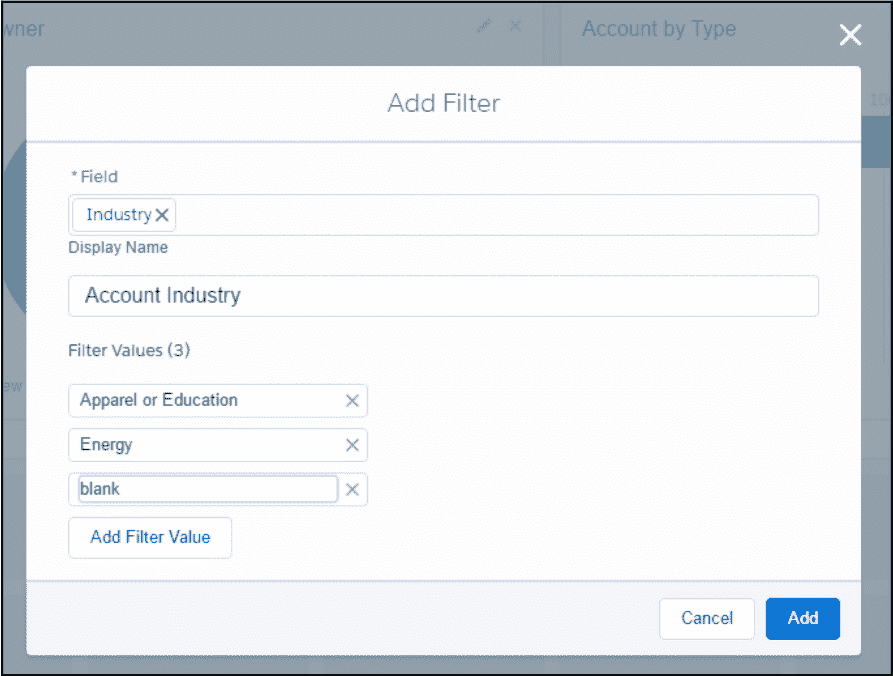 wner
Account by Type
Add Filter
* Field
Industry
Display Name
Account Industry
Filter Values (3)
Apparel or Education
Energy
blank
Add Filter Value
Cancel
Add
ew